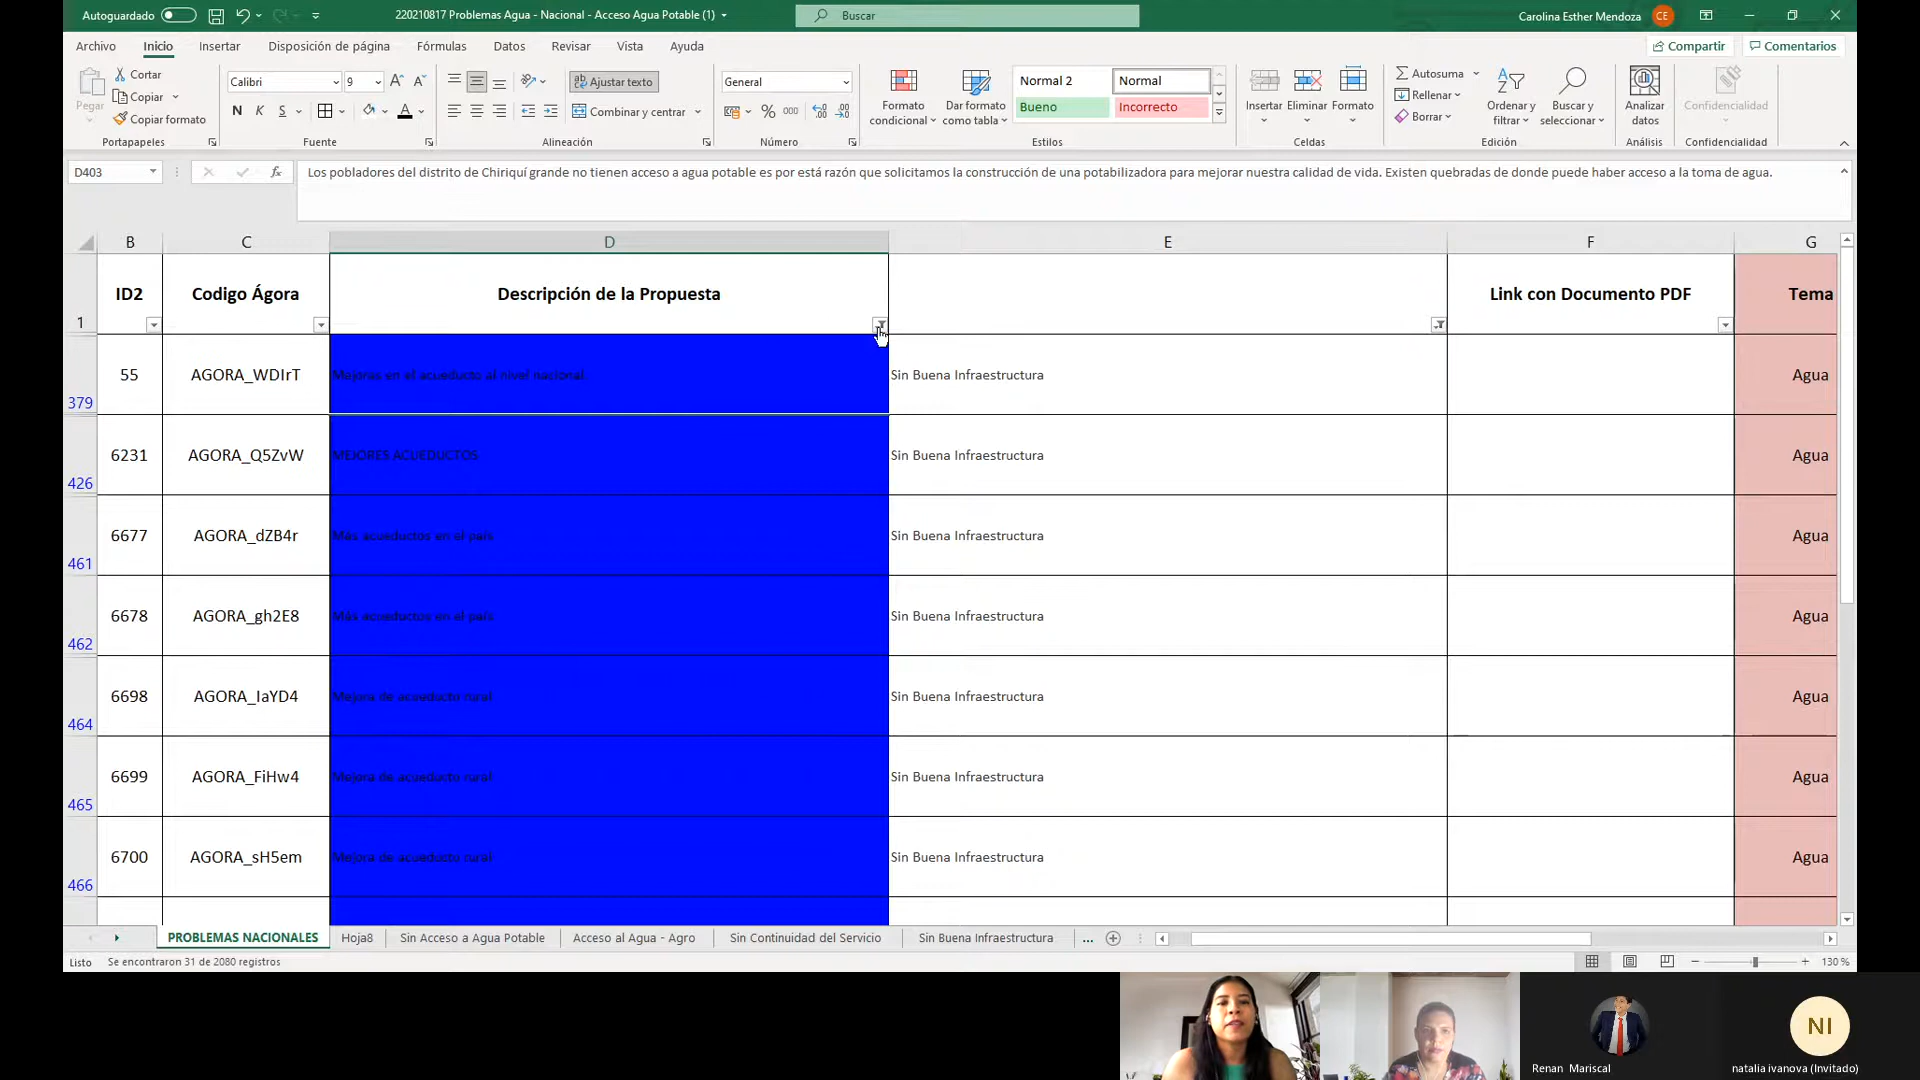 Autoguardado
220210817 Problemas Agua - Nacional - Acceso Agua Potable (1)
Buscar
Carolina Esther Mendoza
CE
Archivo Inicio Insertar Disposición de página Fórmulas Datos Revisar Vista Ayuda
Compartir Comentarios
Pegar
Cortar
Copiar
Copiar formato
Calibri 9
N K S
Ajustar texto
Combinar y centrar
General
% 000
Formato condicional
Dar formato como tabla
Normal 2 Normal
Bueno Incorrecto
Insertar Eliminar Formato
Autosuma
Rellenar
Borrar
Ordenar y filtrar
Buscar y seleccionar
Analizar datos
Confidencialidad
Portapapeles Fuente Alineación Número Estilos Celdas Edición Análisis Confidencialidad
D403
fx
Los pobladores del distrito de Chiriquí grande no tienen acceso a agua potable es por está razón que solicitamos la construcción de una potabilizadora para mejorar nuestra calidad de vida. Existen quebradas de donde puede haber acceso a la toma de agua.
B C D E F G
1 ID2 Codigo Ágora Descripción de la Propuesta Link con Documento PDF Tema
379 55 AGORA_WDIrT Mejoras en el acueducto al nivel nacional Sin Buena Infraestructura Agua
426 6231 AGORA_Q5ZvW MEJORES ACUEDUCTOS Sin Buena Infraestructura Agua
461 6677 AGORA_dZB4r Más acueductos en el país Sin Buena Infraestructura Agua
462 6678 AGORA_gh2E8 Más acueductos en el país Sin Buena Infraestructura Agua
464 6698 AGORA_IaYD4 Mejora de acueducto rural Sin Buena Infraestructura Agua
465 6699 AGORA_FiHw4 Mejora de acueducto rural Sin Buena Infraestructura Agua
466 6700 AGORA_sH5em Mejora de acueducto rural Sin Buena Infraestructura Agua
PROBLEMAS NACIONALES Hoja8 Sin Acceso a Agua Potable Acceso al Agua - Agro Sin Continuidad del Servicio Sin Buena Infraestructura ...
Listo Se encontraron 31 de 2080 registros
130 %
NI
Renan Mariscal
natalia ivanova (Invitado)